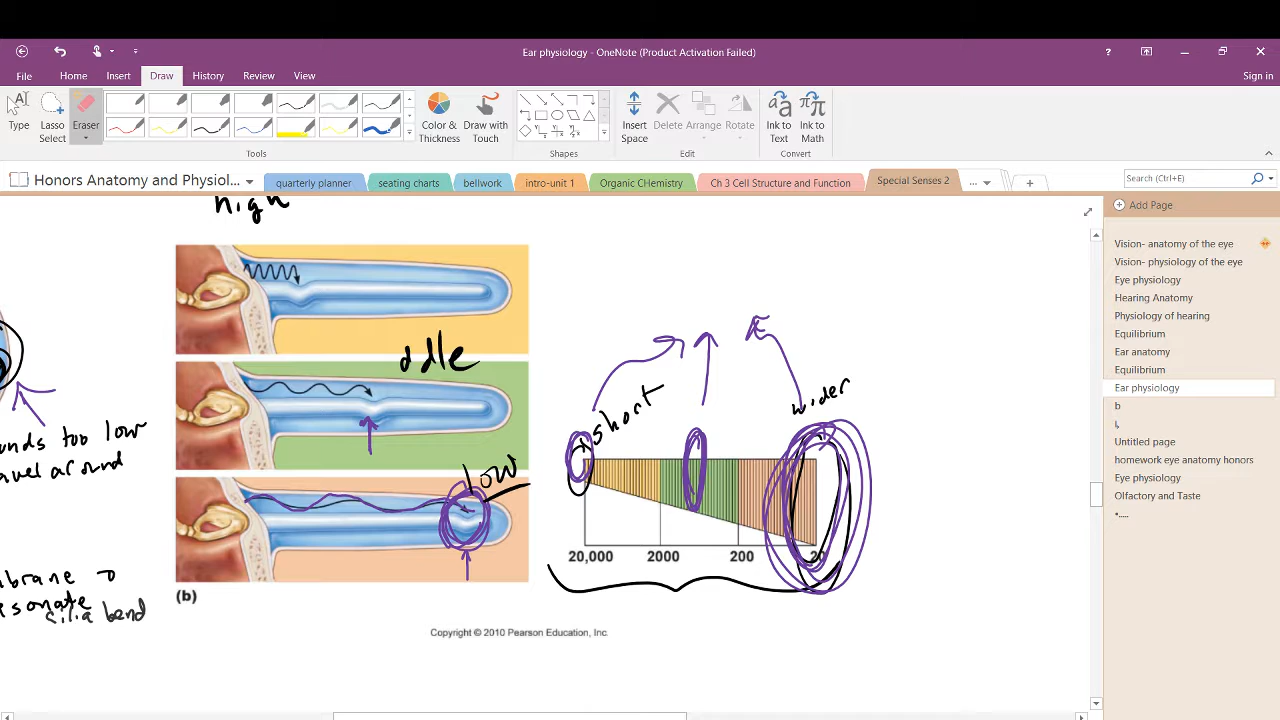 Ear physiology - OneNote (Product Activation Failed)
?
File
Home
Insert
Draw
History
Review
View
Sign in
Type
Lasso
Select
Eraser
Color &
Thickness
Draw with
Touch
Insert
Space
Delete
Arrange
Rotate
Ink to
Text
Ink to
Math
Tools
Shapes
Edit
Convert
Honors Anatomy and Physiol...
quarterly planner
seating charts
bellwork
intro-unit 1
Organic CHemistry
Ch 3 Cell Structure and Function
Special Senses 2
...
Search (Ctrl+E)
Add Page
Vision- anatomy of the eye
Vision- physiology of the eye
Eye physiology
Hearing Anatomy
Physiology of hearing
Equilibrium
Ear anatomy
Equilibrium
Ear physiology
b
Untitled page
homework eye anatomy honors
Eye physiology
Olfactory and Taste
high
ddle
low
short
wider
20,000
2000
200
20
unds too low
avel around
mbrane
sonate
cilia bend
(b)
Copyright © 2010 Pearson Education, Inc.